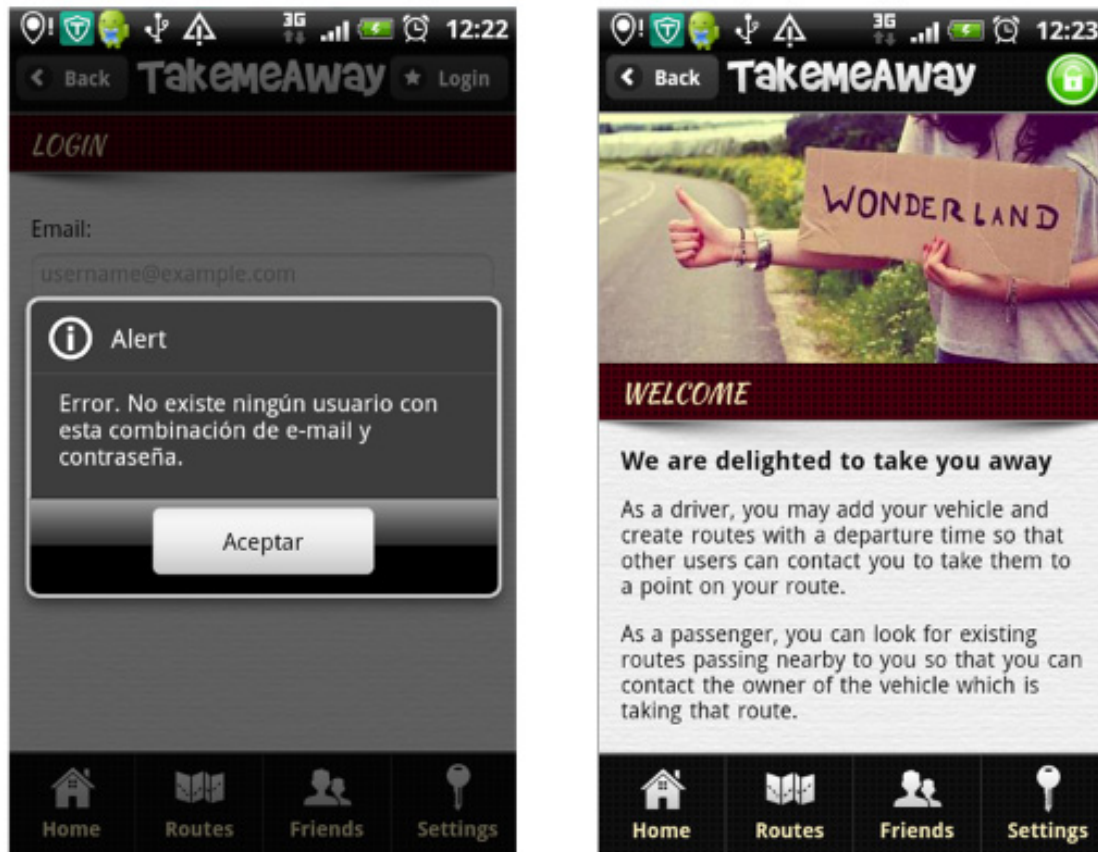 3G 12:22
Back TakemeAway Login
LOGIN
Email:
username@example.com
Alert
Error. No existe ningún usuario con
esta combinación de e-mail y
contraseña.
Aceptar
Home Routes Friends Settings
3G 12:23
Back TakemeAway
WONDERLAND
WELCOME
We are delighted to take you away
As a driver, you may add your vehicle and
create routes with a departure time so that
other users can contact you to take them to
a point on your route.
As a passenger, you can look for existing
routes passing nearby to you so that you can
contact the owner of the vehicle which is
taking that route.
Home Routes Friends Settings